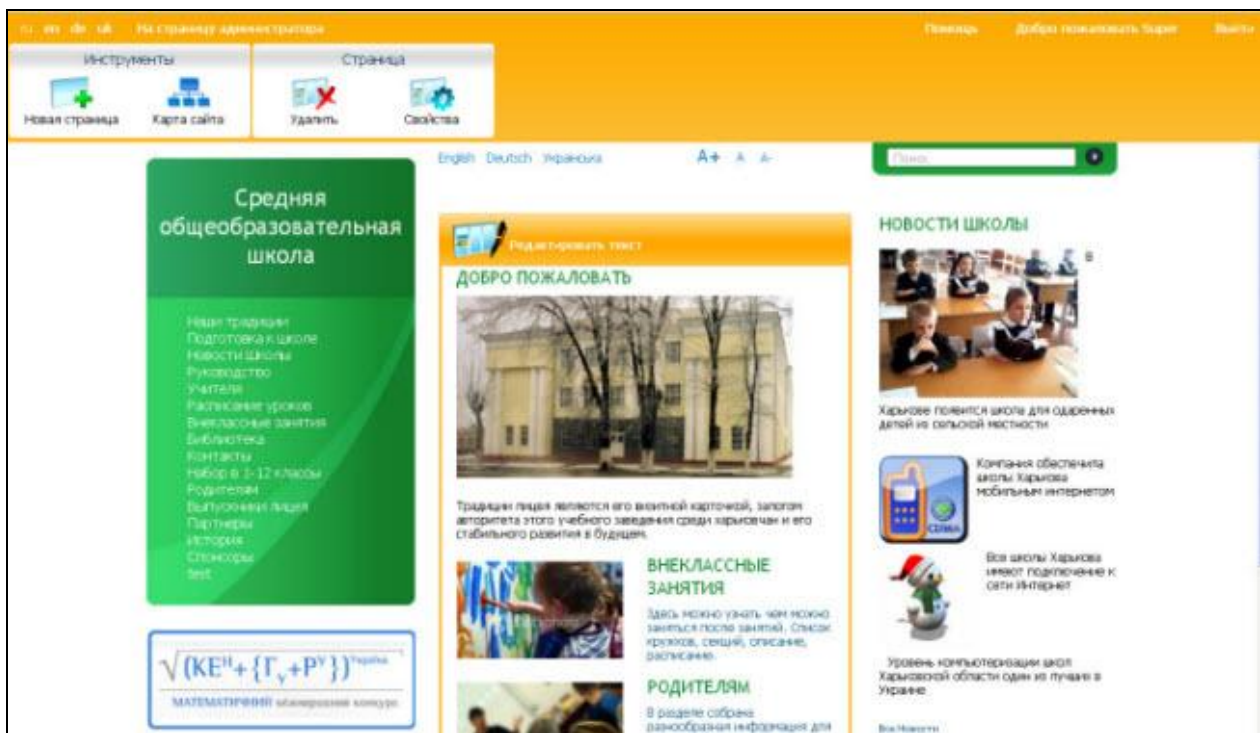 ru en de uk На страницу администратора Помощь Добро пожаловать Super Выйти
Инструменты Страница
Новая страница Карта сайта Удалить Свойства
English Deutsch Українська A+ A A-
Поиск
Средняя
общеобразовательная
школа
Наши традиции
Подготовка к школе
Новости Школы
Руководство
Учителя
Расписание уроков
Внеклассные занятия
Библиотека
Контакты
Набор в 1-12 классы
Родителям
Выпускники лицея
Партнеры
История
Спонсоры
test
√(КЕН+{Гγ+РУ}) Україна
МАТЕМАТИЧНИЙ конкурс
Редактировать текст
ДОБРО ПОЖАЛОВАТЬ
Традиции лицея являются его визитной карточкой, залогом
авторитета этого учебного заведения среди харьковчан и его
стабильного развития в будущем.
ВНЕКЛАССНЫЕ
ЗАНЯТИЯ
Здесь можно узнать чем можно
заняться после занятий. Список
кружков, секций, описание,
расписание.
РОДИТЕЛЯМ
В разделе собрана
разнообразная информация для
НОВОСТИ ШКОЛЫ
В
Харькове появится школа для одаренных
детей из сельской местности
Компания обеспечила
школы Харькова
мобильным интернетом
Все школы Харькова
имеют подключение к
сети Интернет
Уровень компьютеризации школ
Харьковской области один из лучших в
Украине
Все Новости